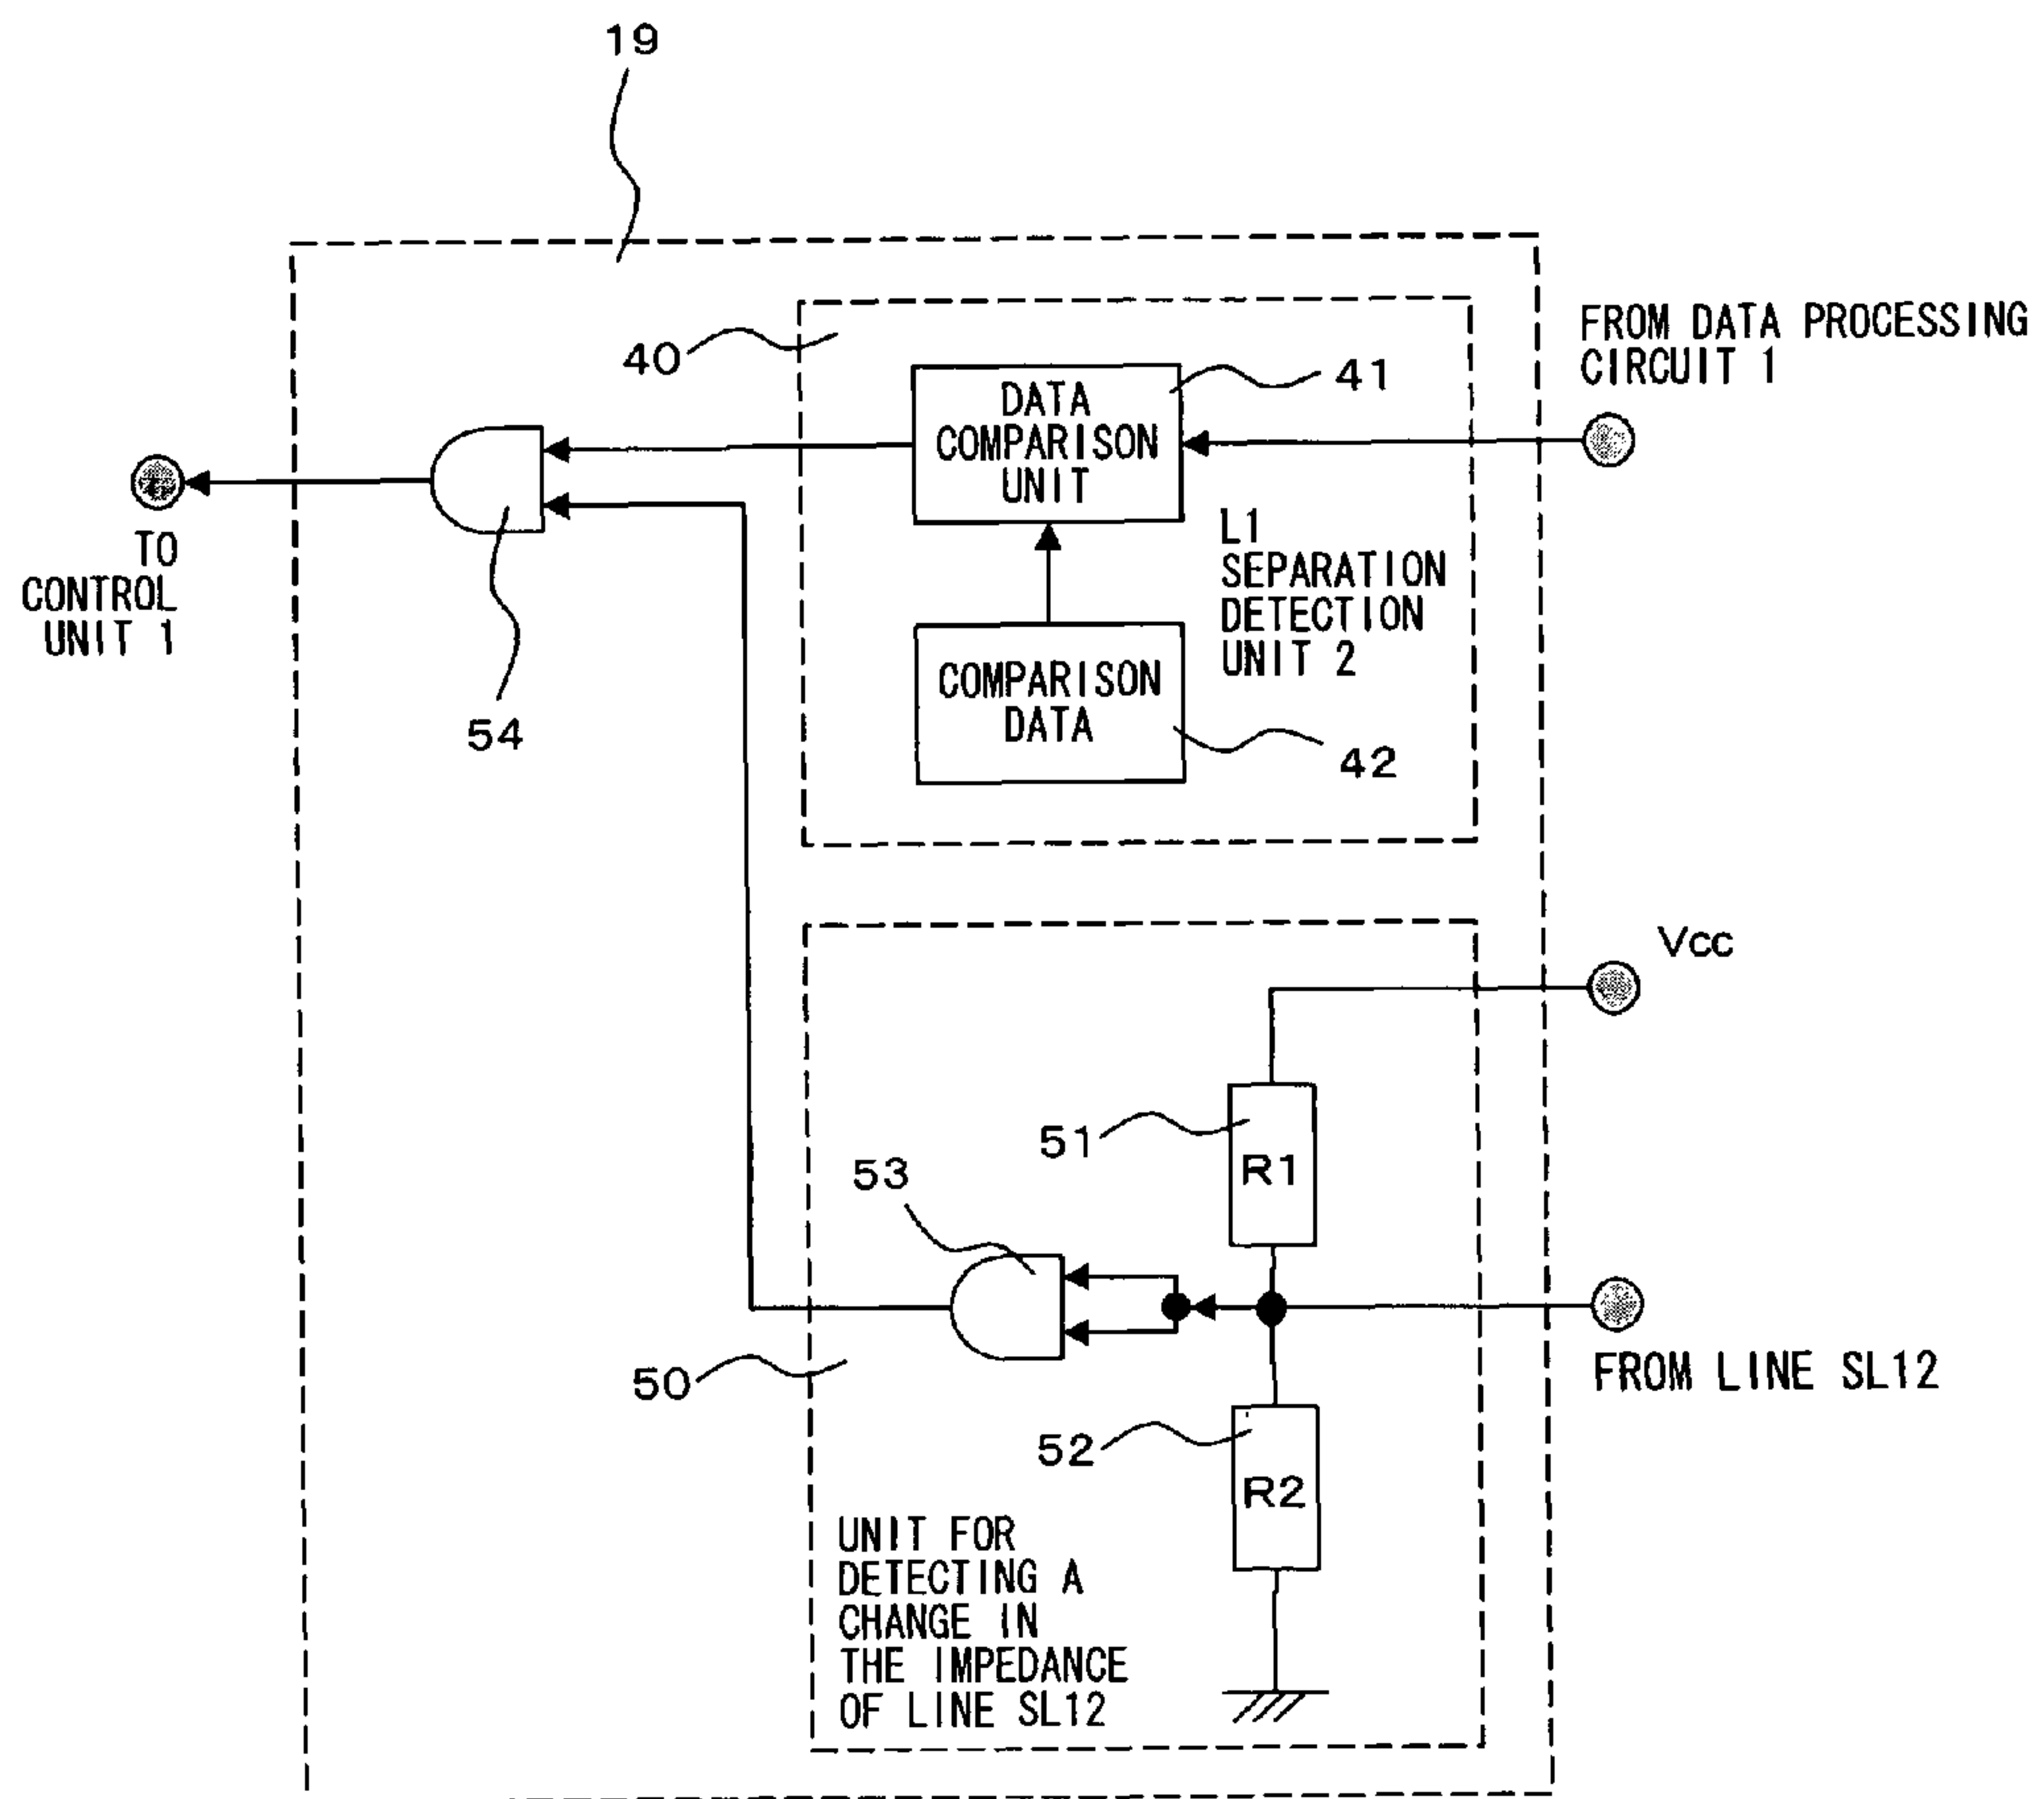 19
FROM DATA PROCESSING
CIRCUIT 1
40
DATA
COMPARISON
UNIT
41
TO
CONTROL
UNIT 1
54
L1
SEPARATION
DETECTION
UNIT 2
COMPARISON
DATA
42
Vcc
51
R1
53
50
FROM LINE SL12
52
R2
UNIT FOR
DETECTING A
CHANGE IN
THE IMPEDANCE
OF LINE SL12